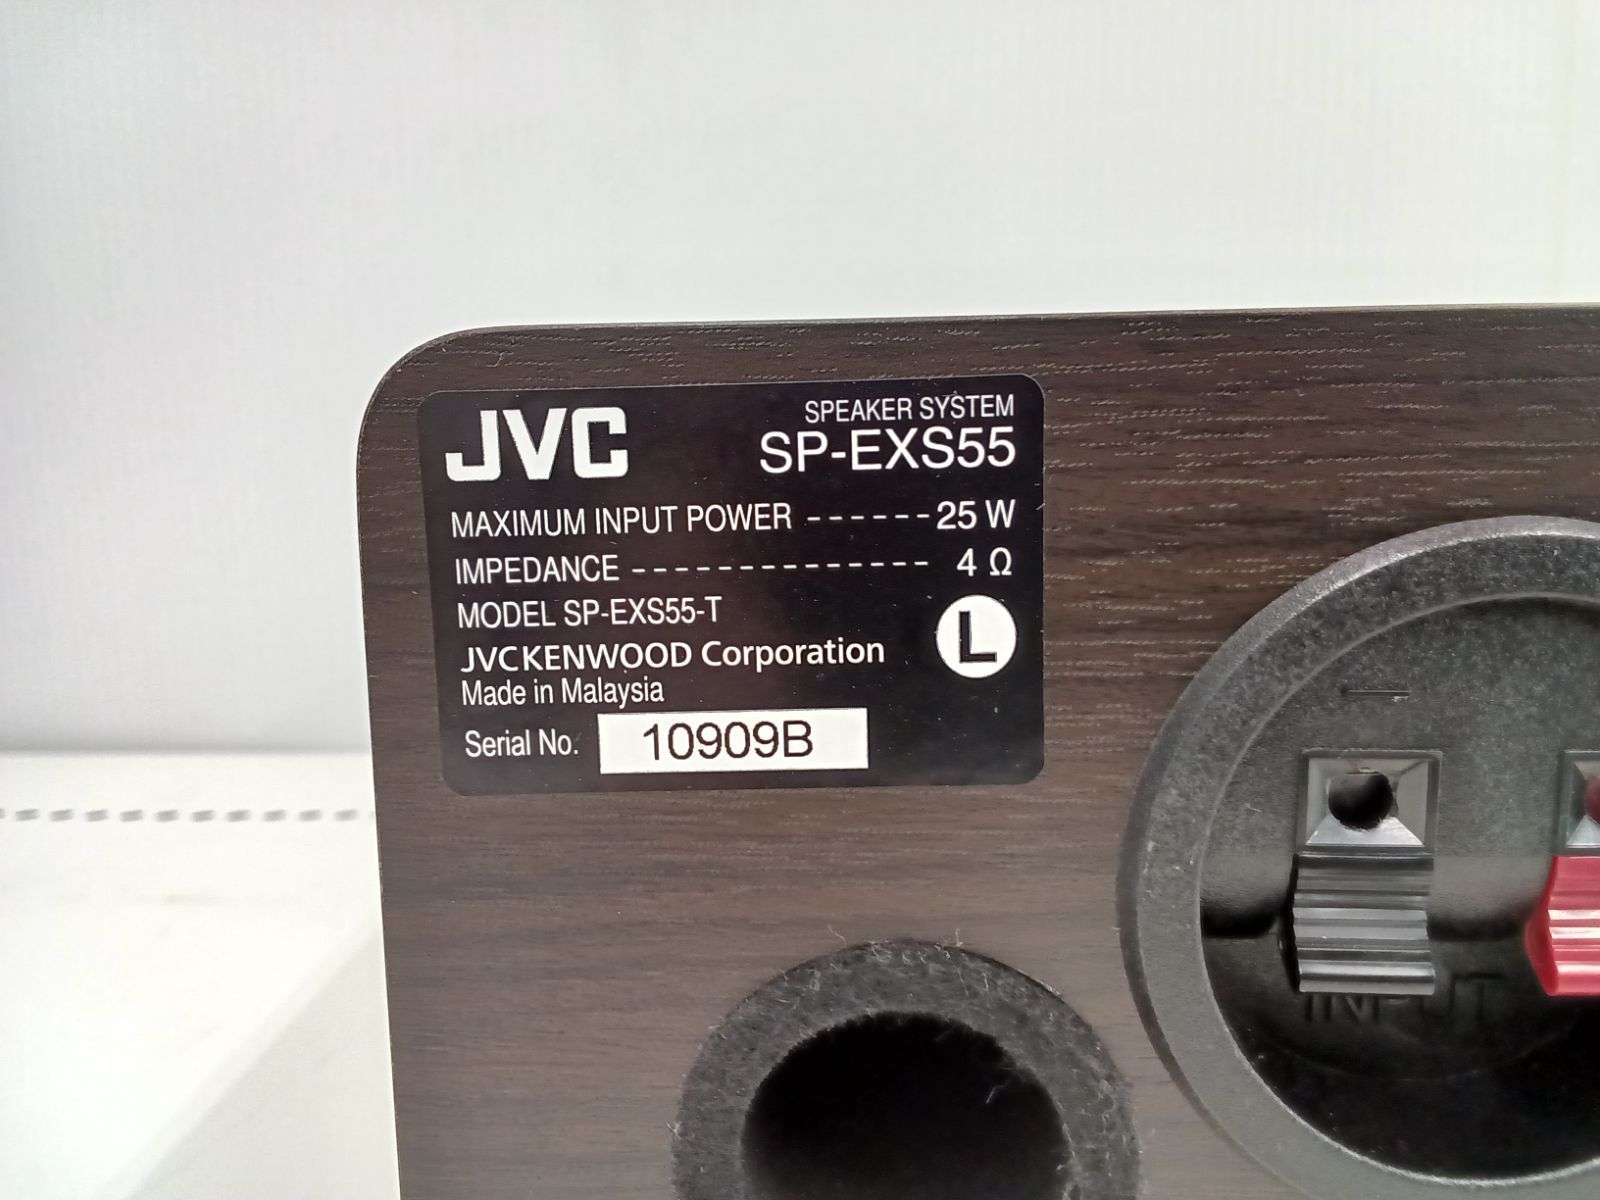 JVC
SPEAKER SYSTEM
SP-EXS55
MAXIMUM INPUT POWER ------25 W
IMPEDANCE -------------- 4 Ω
MODEL SP-EXS55-T
L
JVCKENWOOD Corporation
Made in Malaysia
Serial No. 10909B
INPUT